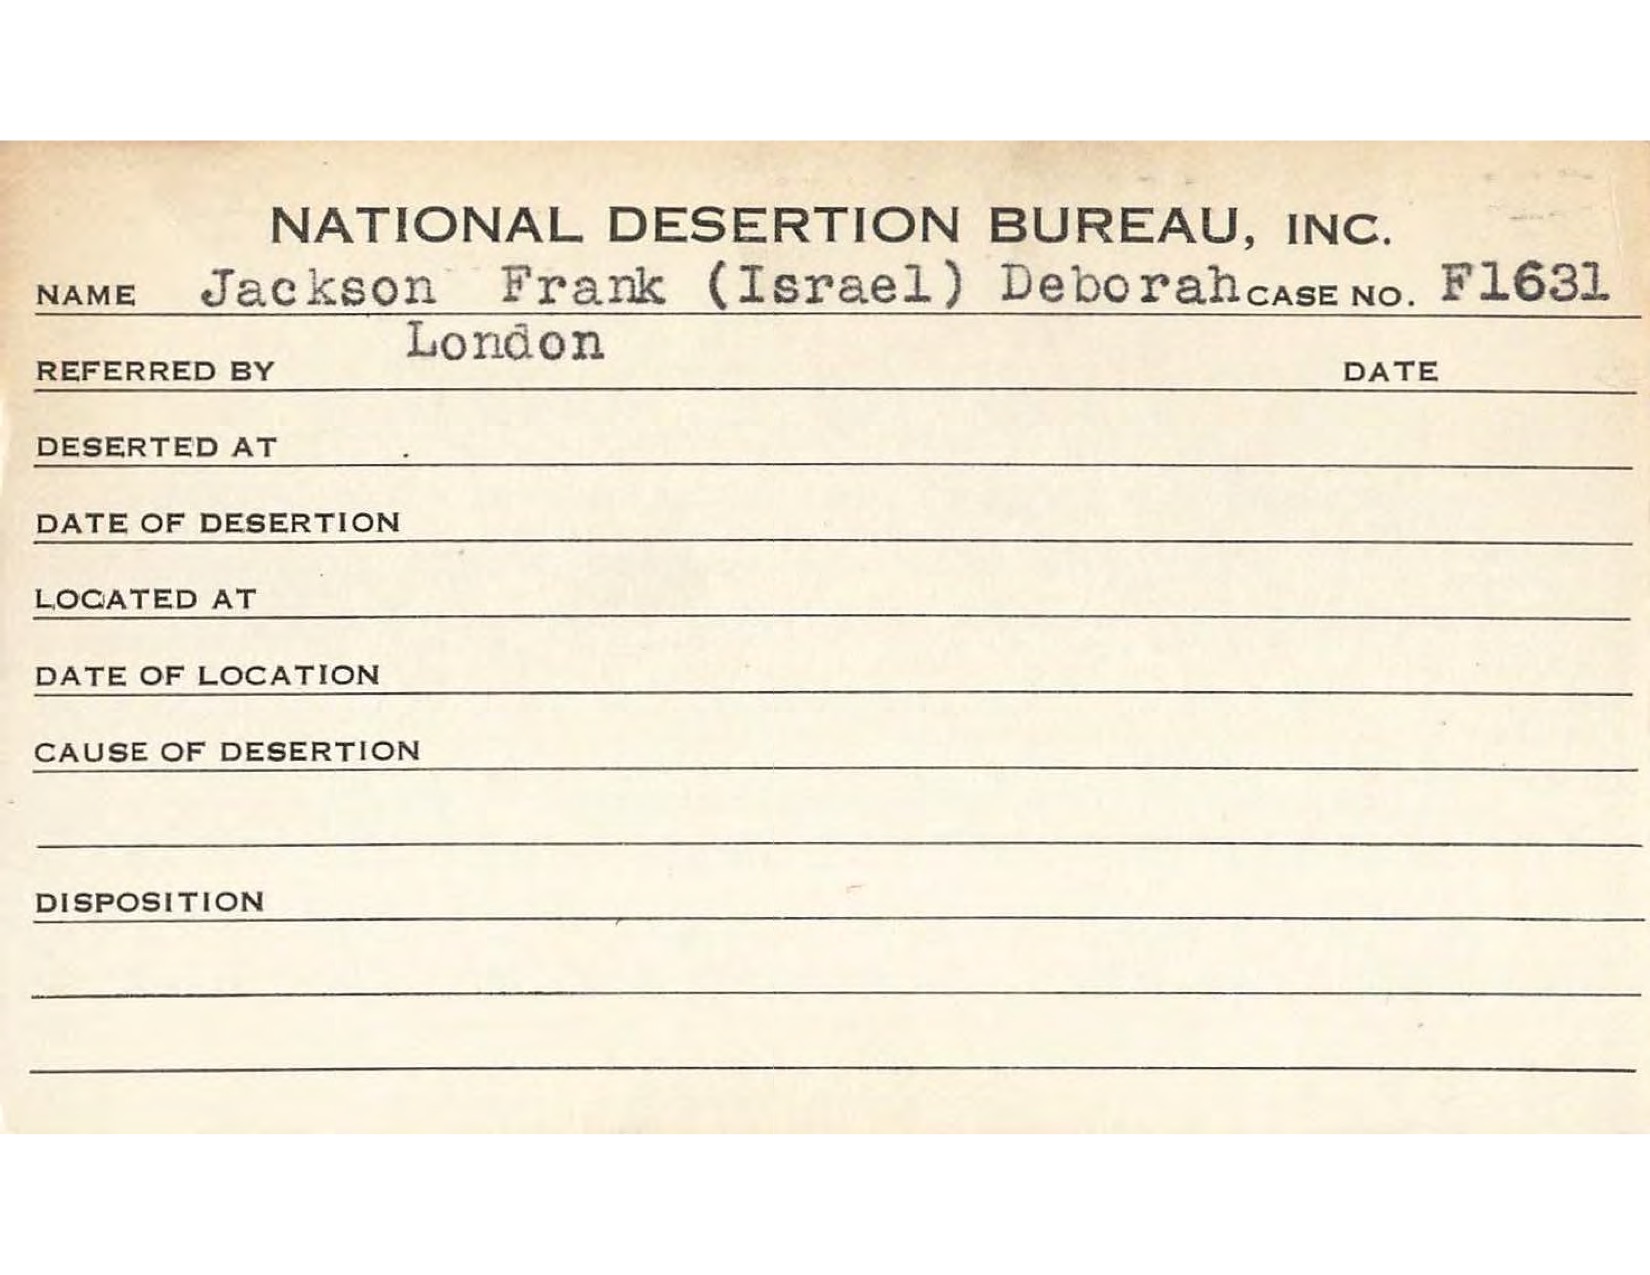 NATIONAL DESERTION BUREAU, INC.
NAME Jackson Frank (Israel) Deborah CASE NO. F1631
London
REFERRED BY DATE
DESERTED AT
DATE OF DESERTION
LOCATED AT
DATE OF LOCATION
CAUSE OF DESERTION
DISPOSITION